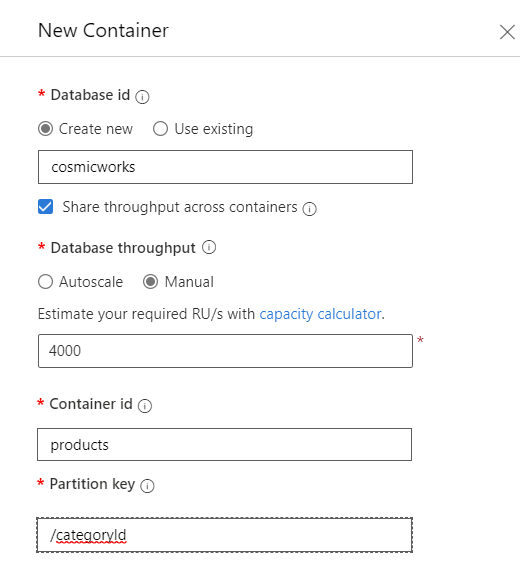 New Container
* Database id
Create new Use existing
cosmicworks
Share throughput across containers
* Database throughput
Autoscale Manual
Estimate your required RU/s with capacity calculator.
4000 *
* Container id
products
* Partition key
/categoryId